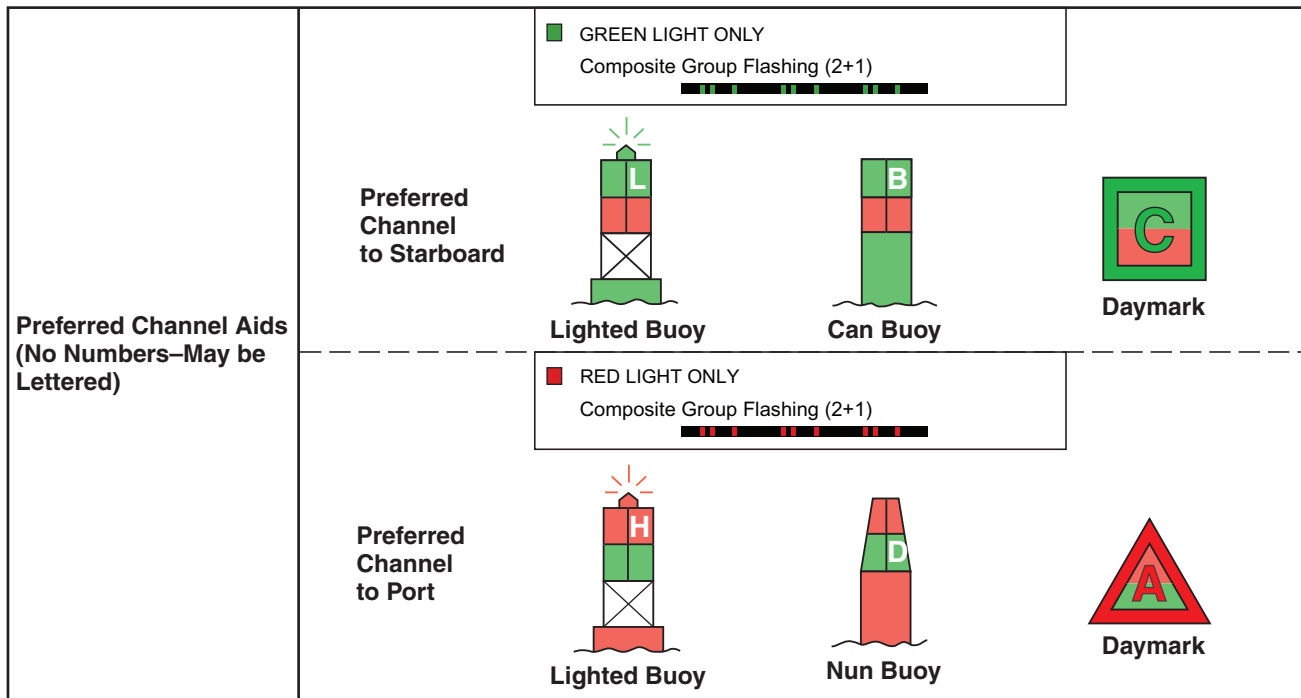 Preferred Channel Aids
(No Numbers–May be
Lettered)
GREEN LIGHT ONLY
Composite Group Flashing (2+1)
Preferred
Channel
to Starboard
L
Lighted Buoy
B
Can Buoy
C
Daymark
RED LIGHT ONLY
Composite Group Flashing (2+1)
Preferred
Channel
to Port
H
Lighted Buoy
D
Nun Buoy
A
Daymark